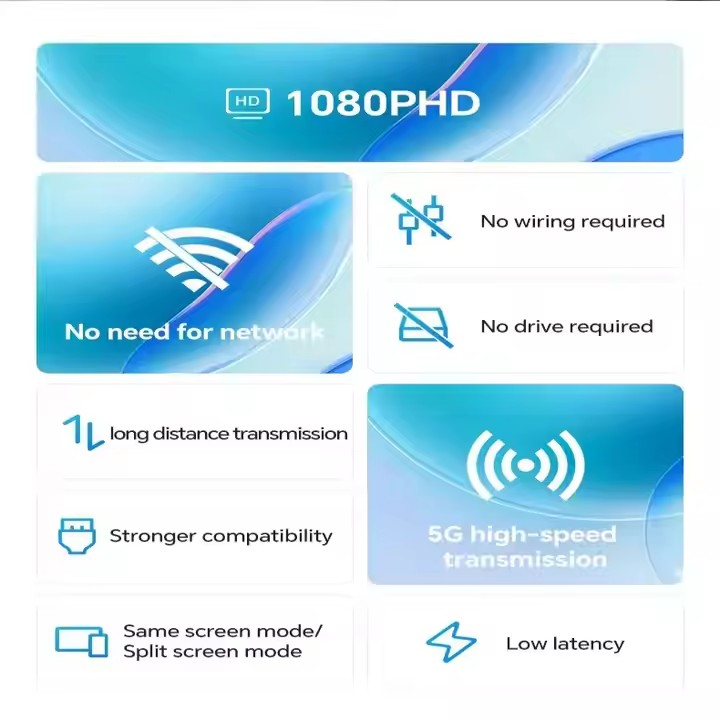 HD 1080PHD
No need for network
No wiring required
No drive required
long distance transmission
Stronger compatibility
5G high-speed
transmission
Same screen mode/
Split screen mode
Low latency